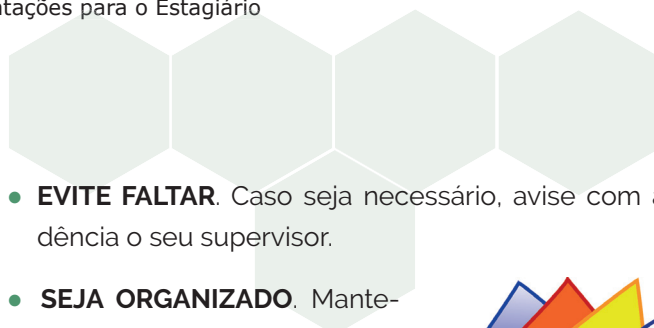 ntações para o Estagiário
• EVITE FALTAR. Caso seja necessário, avise com a
dência o seu supervisor.
• SEJA ORGANIZADO. Mante-